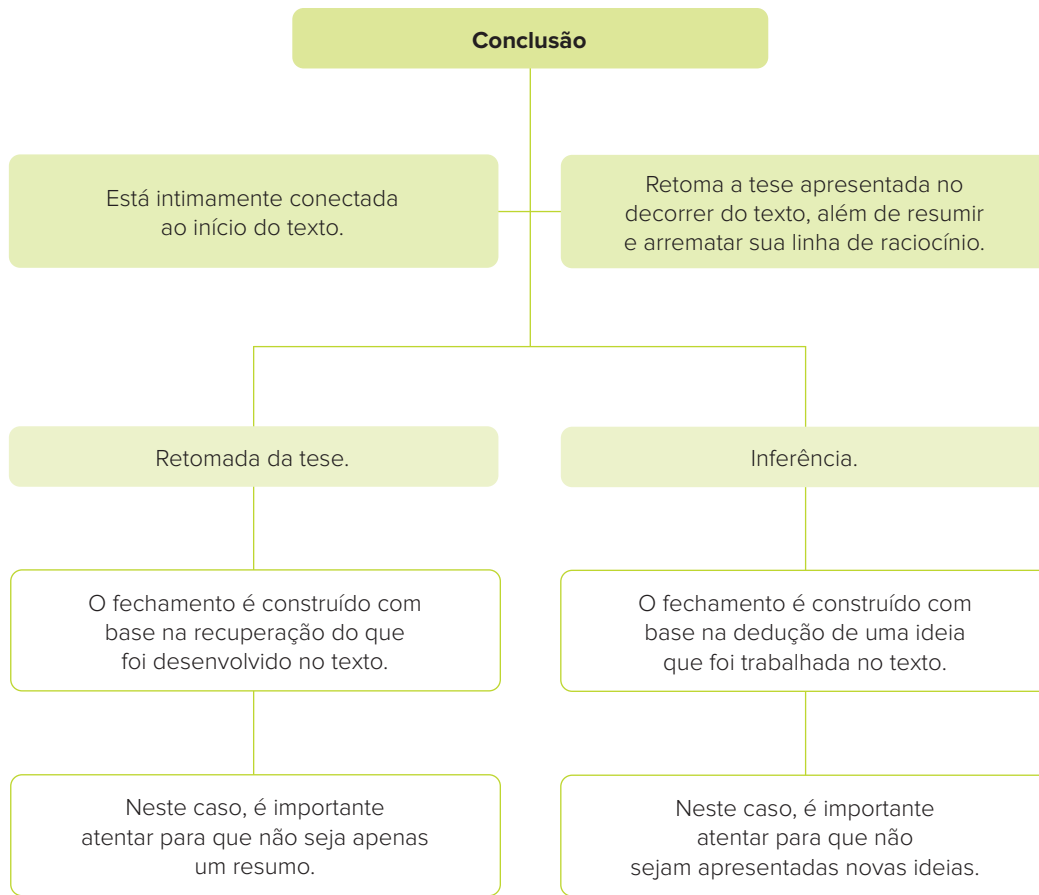 Conclusão
Está intimamente conectada
ao início do texto.
Retoma a tese apresentada no
decorrer do texto, além de resumir
e arrematar sua linha de raciocínio.
Retomada da tese.
Inferência.
O fechamento é construído com
base na recuperação do que
foi desenvolvido no texto.
O fechamento é construído com
base na dedução de uma ideia
que foi trabalhada no texto.
Neste caso, é importante
atentar para que não seja apenas
um resumo.
Neste caso, é importante
atentar para que não
sejam apresentadas novas ideias.